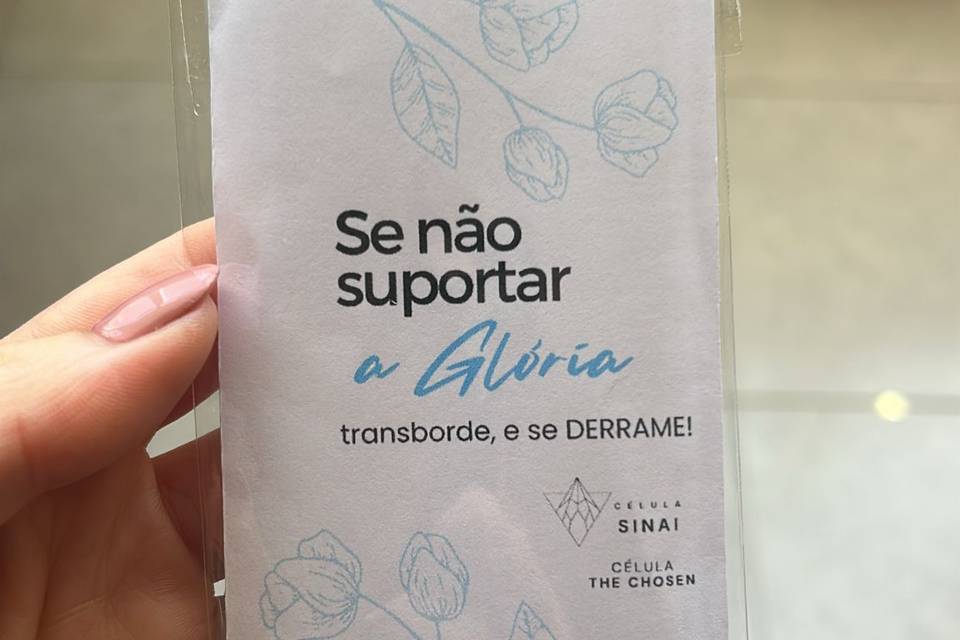 Se não
suportar
a Glória
transborde, e se DERRAME!
CÉLULA
SINAI
CÉLULA
THE CHOSEN